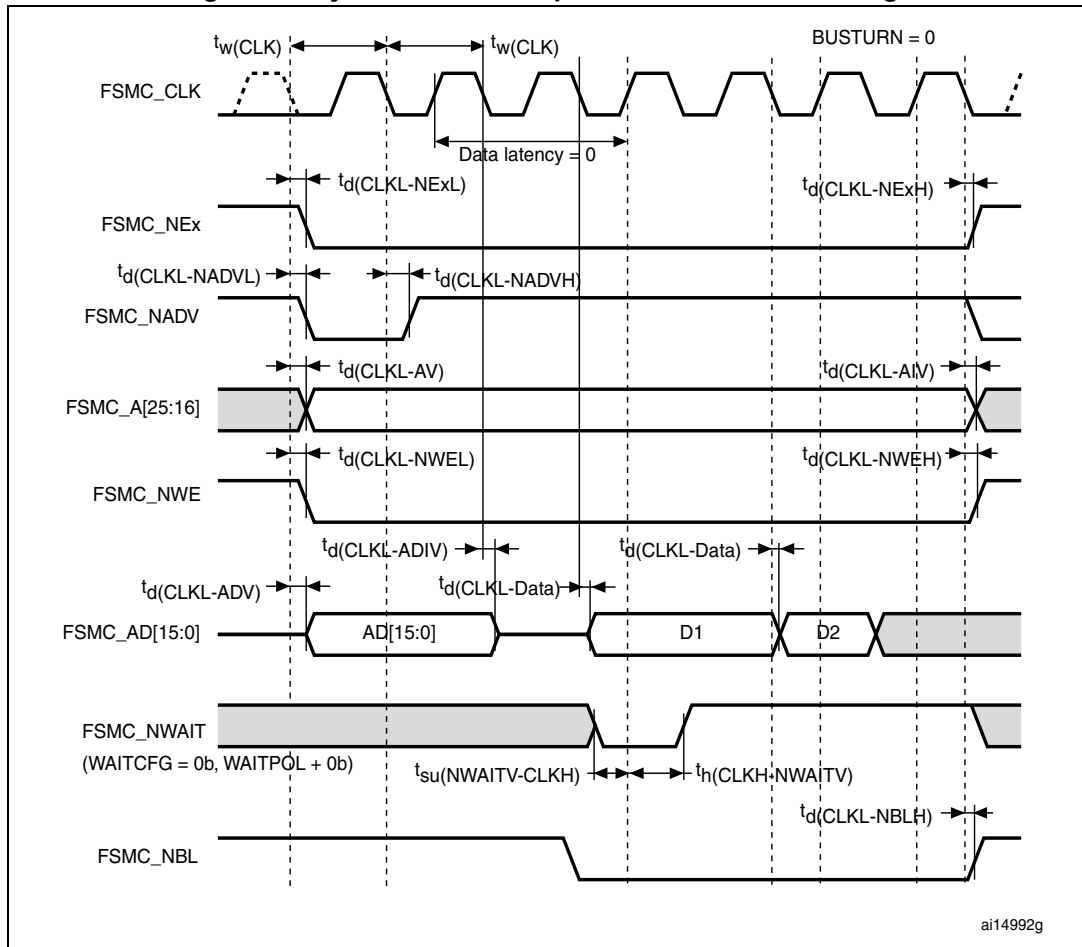 tw(CLK) tw(CLK) BUSTURN = 0
FSMC_CLK
Data latency = 0
td(CLKL-NExL) td(CLKL-NExH)
FSMC_NEx
td(CLKL-NADVL) td(CLKL-NADVH)
FSMC_NADV
td(CLKL-AV) td(CLKL-AIV)
FSMC_A[25:16]
td(CLKL-NWEL) td(CLKL-NWEH)
FSMC_NWE
td(CLKL-ADIV) td(CLKL-Data)
td(CLKL-ADV) td(CLKL-Data)
FSMC_AD[15:0] AD[15:0] D1 D2
FSMC_NWAIT
(WAITCFG = 0b, WAITPOL + 0b)
tsu(NWAITV-CLKH) th(CLKH-NWAITV)
td(CLKL-NBLH)
FSMC_NBL
ai14992g